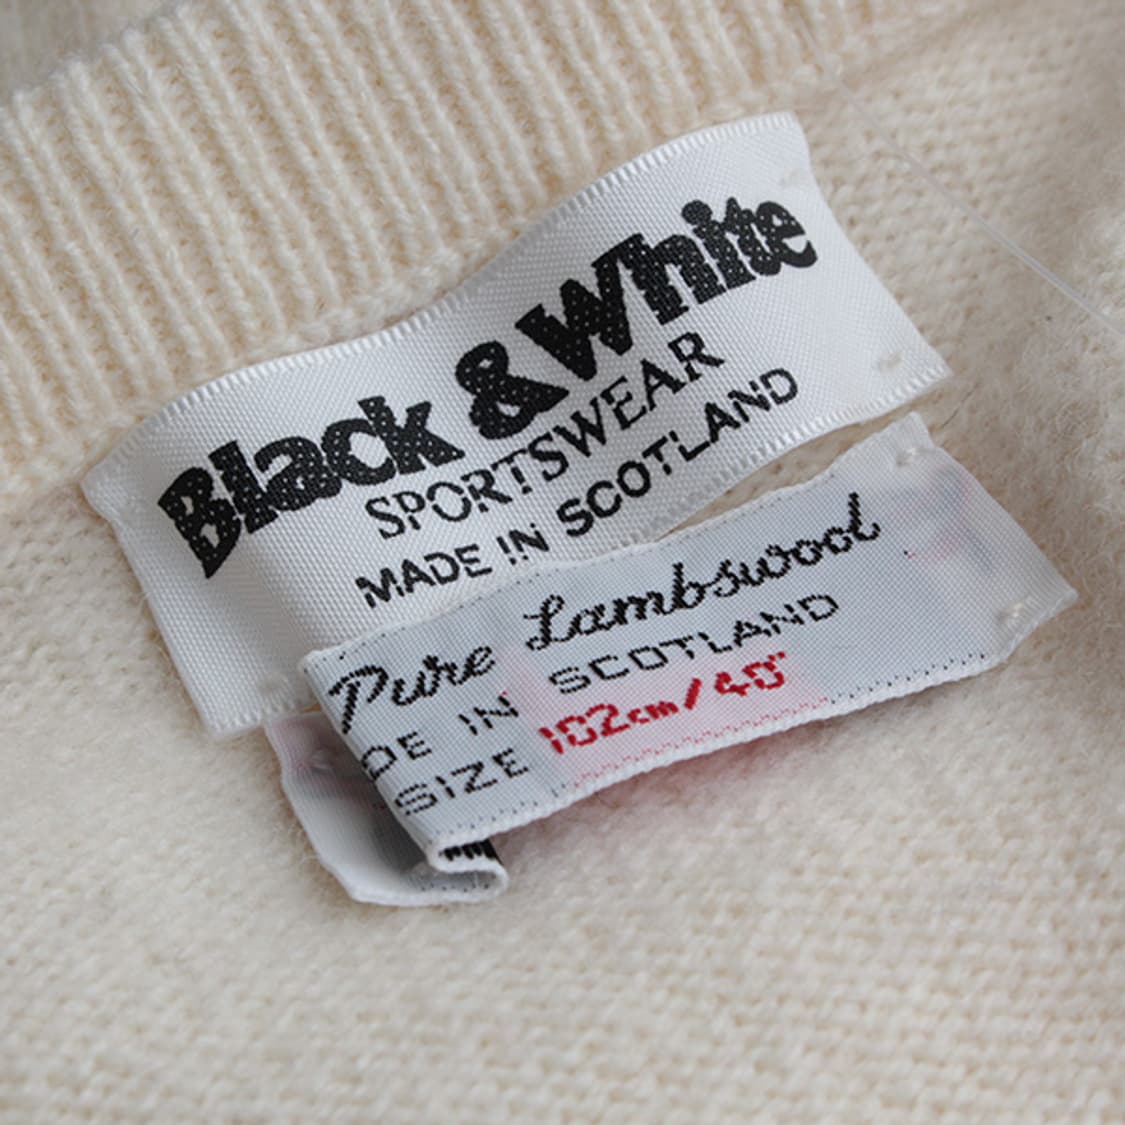 Black & White
SPORTSWEAR
MADE IN SCOTLAND
Pure Lambswool
DE IN SCOTLAND
SIZE 102cm/40"